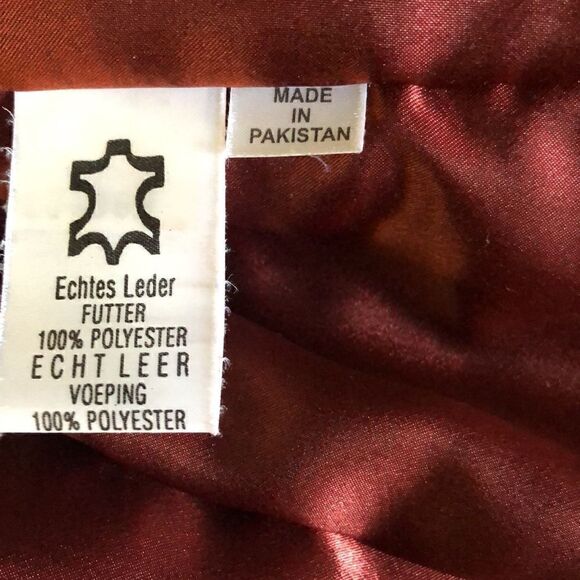 Echtes Leder
FUTTER
100% POLYESTER
ECHT LEER
VOEPING
100% POLYESTER
MADE
IN
PAKISTAN